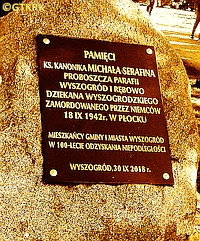 ©GTKRK
PAMIĘCI
KS. KANONIKA MICHAŁA SERAFINA
PROBOSZCZA PARAFII
WYSZOGRÓD I RĘBOWO
DZIEKANA WYSZOGRODZKIEGO
ZAMORDOWANEGO PRZEZ NIEMCÓW
18 IX 1942r. W PŁOCKU
MIESZKAŃCY GMINY I MIASTA WYSZOGRÓD
W 100-LECIE ODZYSKANIA NIEPODLEGŁOŚCI
WYSZOGRÓD, 30 IX 2018 r.